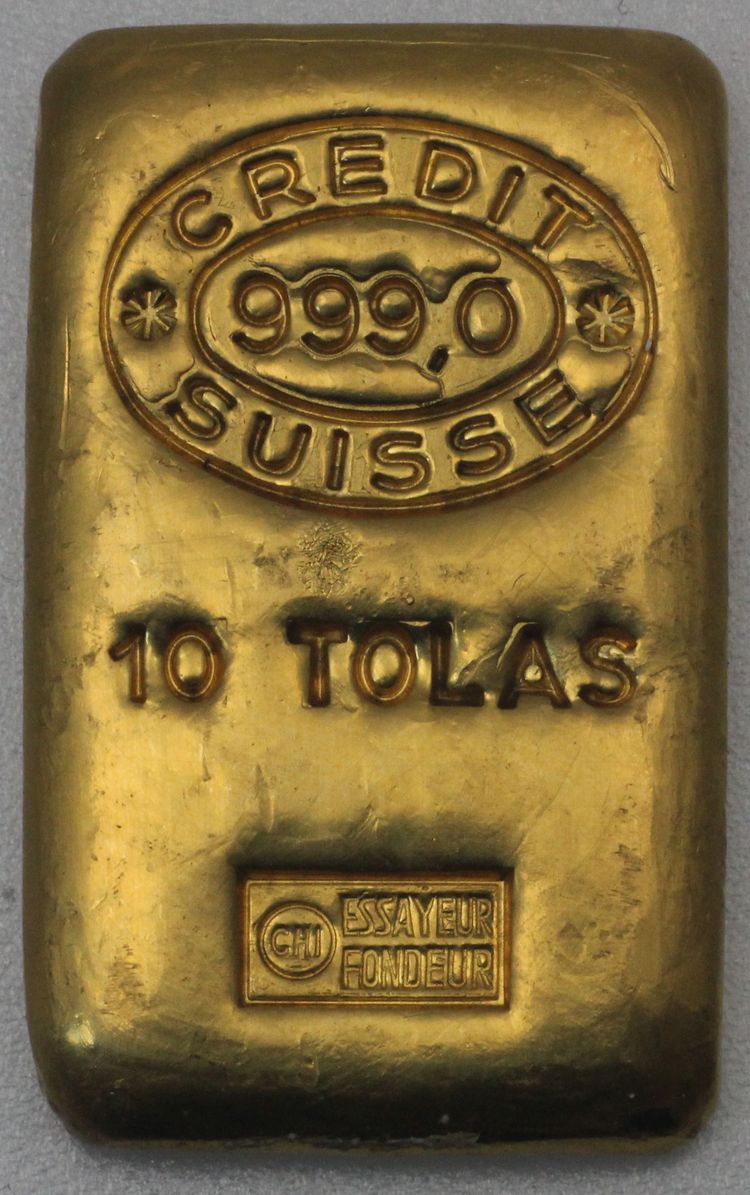 CREDIT
999,0
SUISSE
10 TOLAS
CHI ESSAYEUR
FONDEUR